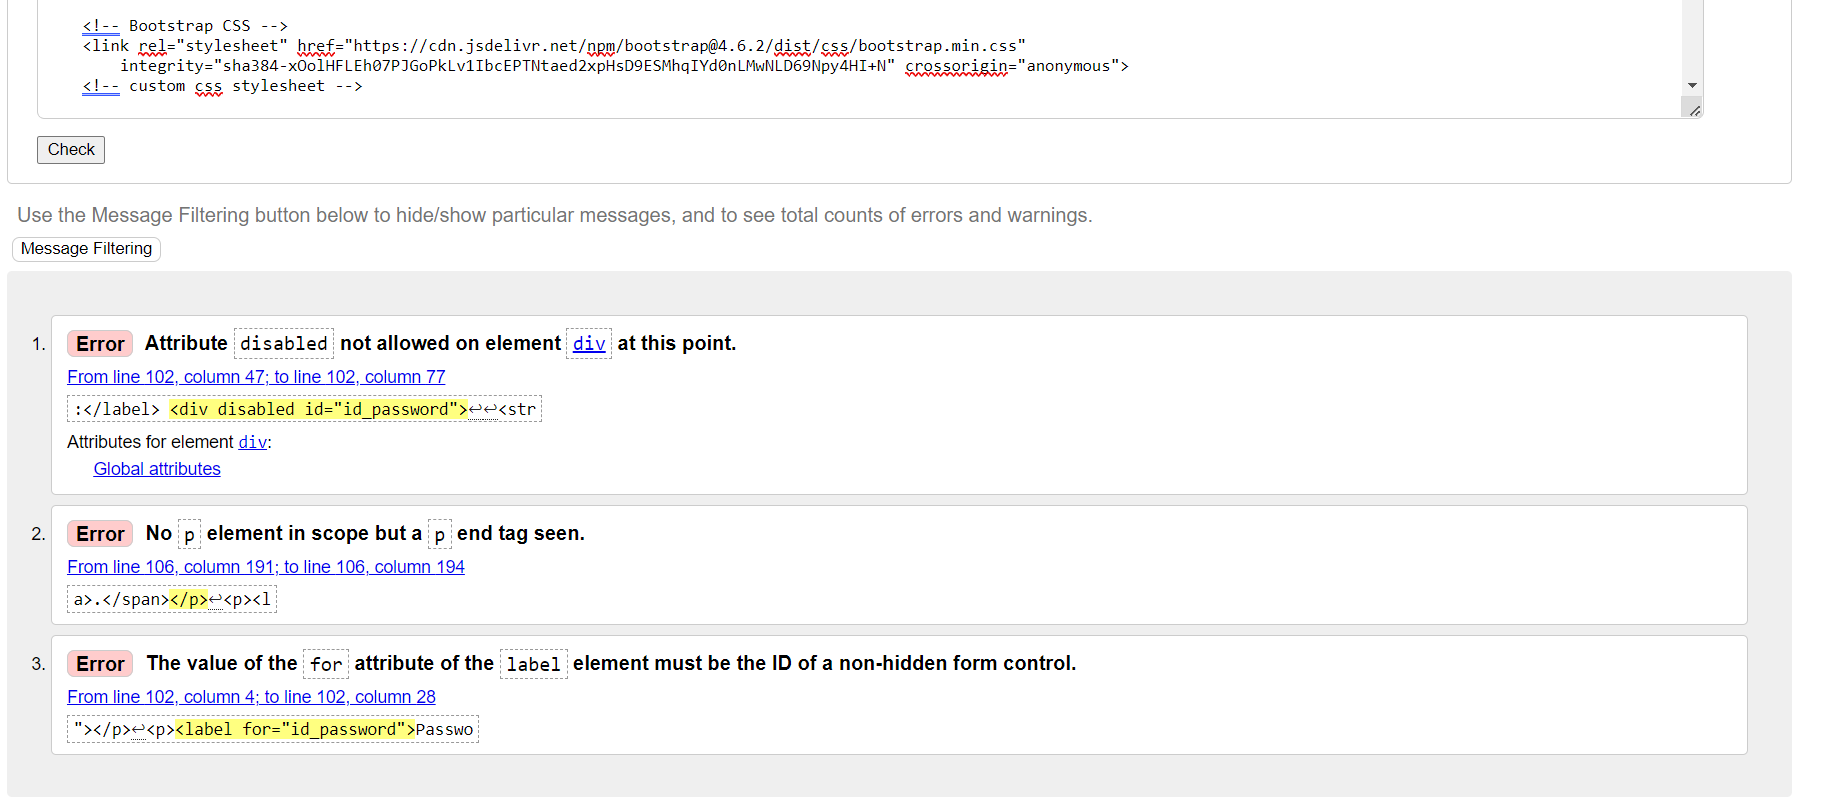 <!-- Bootstrap CSS -->
<link rel="stylesheet" href="https://cdn.jsdelivr.net/npm/bootstrap@4.6.2/dist/css/bootstrap.min.css"
integrity="sha384-xOolHFLEh07PJGoPkLv1IbcEPTNtaed2xpHsD9ESMhqIYd0nLMwNLD69Npy4HI+N" crossorigin="anonymous">
<!-- custom css stylesheet -->
Check
Use the Message Filtering button below to hide/show particular messages, and to see total counts of errors and warnings.
Message Filtering
1. Error Attribute disabled not allowed on element div at this point.
From line 102, column 47; to line 102, column 77
:</label> <div disabled id="id_password">↩↩<str
Attributes for element div:
Global attributes
2. Error No p element in scope but a p end tag seen.
From line 106, column 191; to line 106, column 194
a>.</span></p>↩<p><l
3. Error The value of the for attribute of the label element must be the ID of a non-hidden form control.
From line 102, column 4; to line 102, column 28
"></p>↩<p><label for="id_password">Passwo